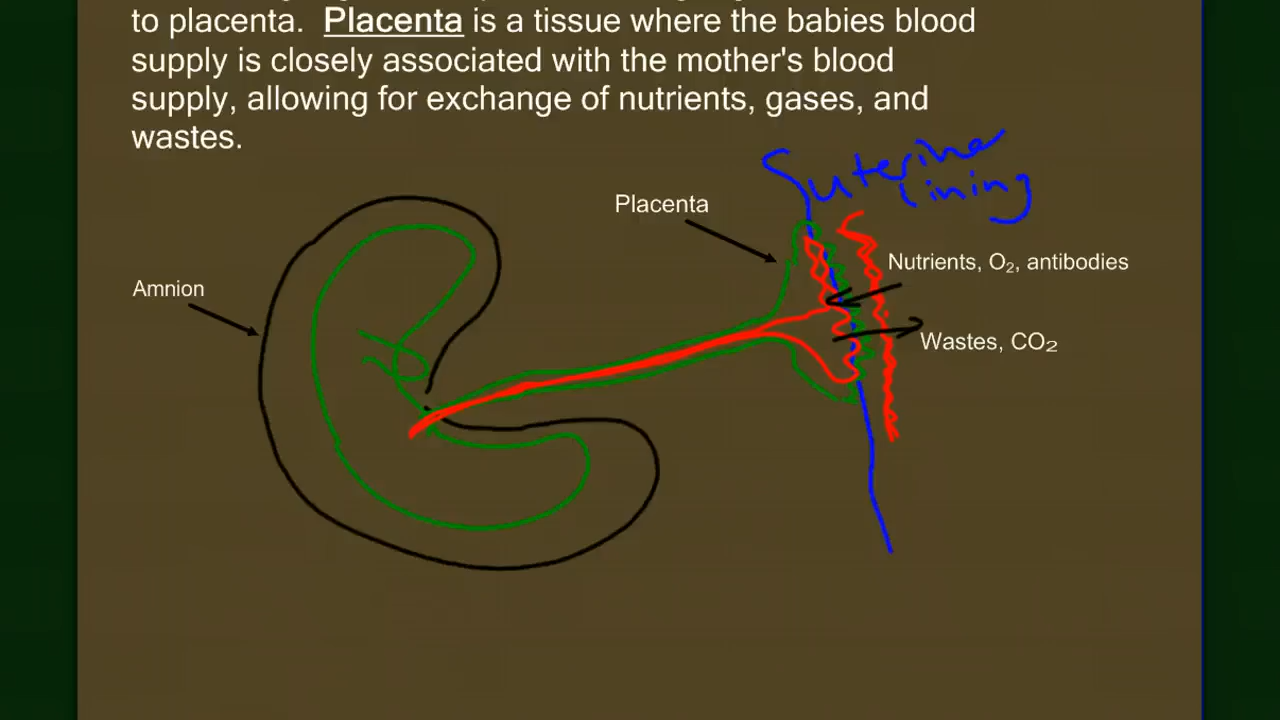 to placenta. Placenta is a tissue where the babies blood
supply is closely associated with the mother's blood
supply, allowing for exchange of nutrients, gases, and
wastes.
uterine
lining
Placenta
Nutrients, O₂, antibodies
Amnion
Wastes, CO₂